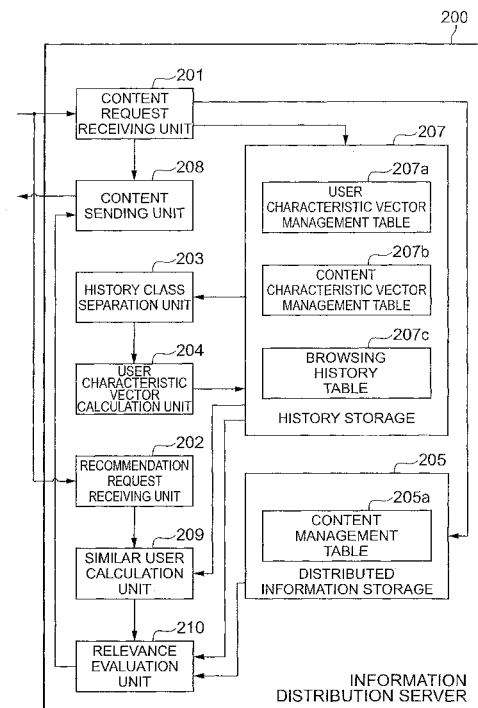 200
201
CONTENT
REQUEST
RECEIVING UNIT
208
CONTENT
SENDING UNIT
203
HISTORY CLASS
SEPARATION UNIT
204
USER
CHARACTERISTIC
VECTOR
CALCULATION UNIT
202
RECOMMENDATION
REQUEST
RECEIVING UNIT
209
SIMILAR USER
CALCULATION
UNIT
210
RELEVANCE
EVALUATION
UNIT
207
207a
USER
CHARACTERISTIC VECTOR
MANAGEMENT TABLE
207b
CONTENT
CHARACTERISTIC VECTOR
MANAGEMENT TABLE
207c
BROWSING
HISTORY
TABLE
HISTORY STORAGE
205
205a
CONTENT
MANAGEMENT
TABLE
DISTRIBUTED
INFORMATION STORAGE
INFORMATION
DISTRIBUTION SERVER